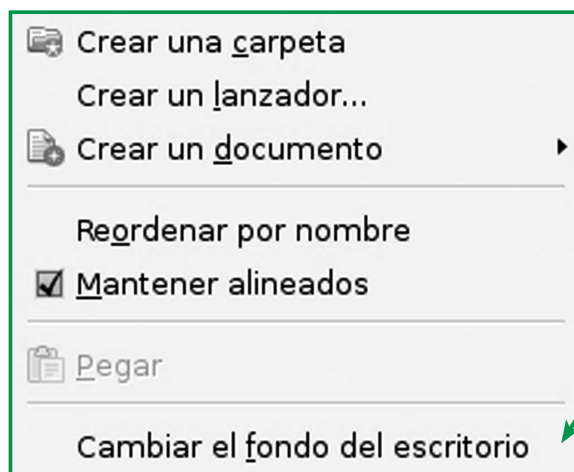 Crear una carpeta
Crear un lanzador...
Crear un documento
Reordenar por nombre
Mantener alineados
Pegar
Cambiar el fondo del escritorio